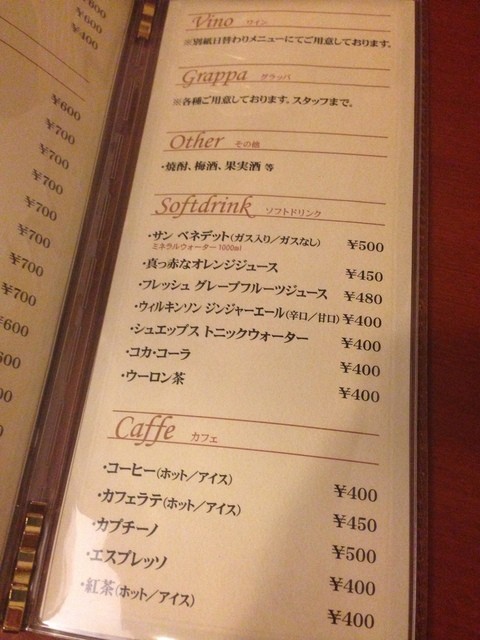 ¥600
¥600
¥400
¥600
¥700
¥700
¥700
¥700
¥700
¥700
¥700
¥600
Vino ワイン
※別紙日替わりメニューにてご用意しております。
Grappa グラッパ
※各種ご用意しております。スタッフまで。
Other その他
・焼酎、梅酒、果実酒 等
Softdrink ソフトドリンク
・サン ベネデット(ガス入り/ガスなし) ¥500
ミネラルウォーター 1000ml
・真っ赤なオレンジジュース ¥450
・フレッシュ グレープフルーツジュース ¥480
・ウィルキンソン ジンジャーエール(辛口/甘口) ¥400
・シュエップス トニックウォーター ¥400
・コカ・コーラ ¥400
・ウーロン茶 ¥400
Caffe カフェ
・コーヒー(ホット/アイス) ¥400
・カフェラテ(ホット/アイス) ¥450
・カプチーノ ¥500
・エスプレッソ ¥400
・紅茶(ホット/アイス) ¥400